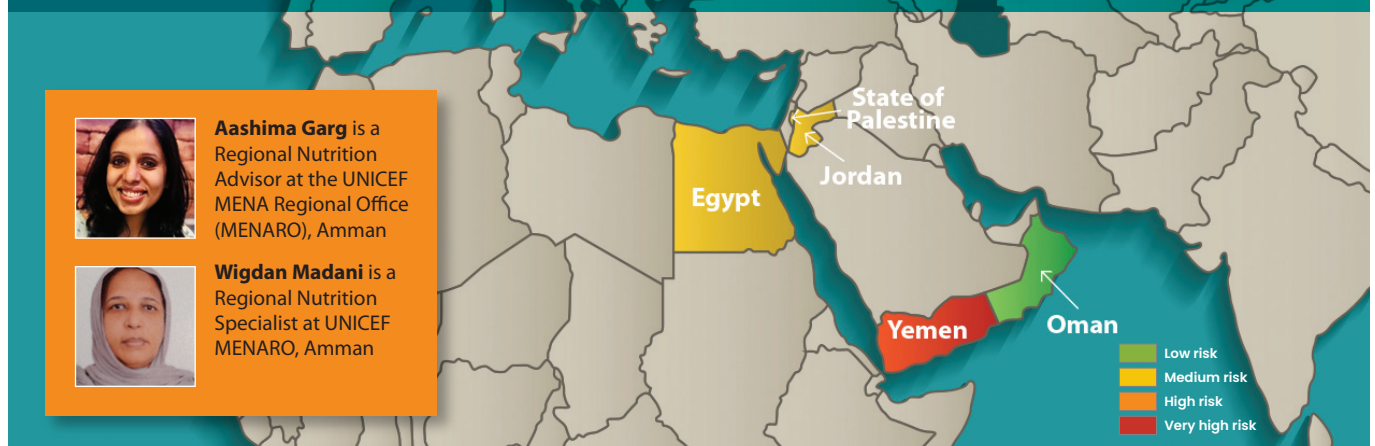 Aashima Garg is a
Regional Nutrition
Advisor at the UNICEF
MENA Regional Office
(MENARO), Amman
Wigdan Madani is a
Regional Nutrition
Specialist at UNICEF
MENARO, Amman
State of
Palestine
Jordan
Egypt
Yemen
Oman
Low risk
Medium risk
High risk
Very high risk